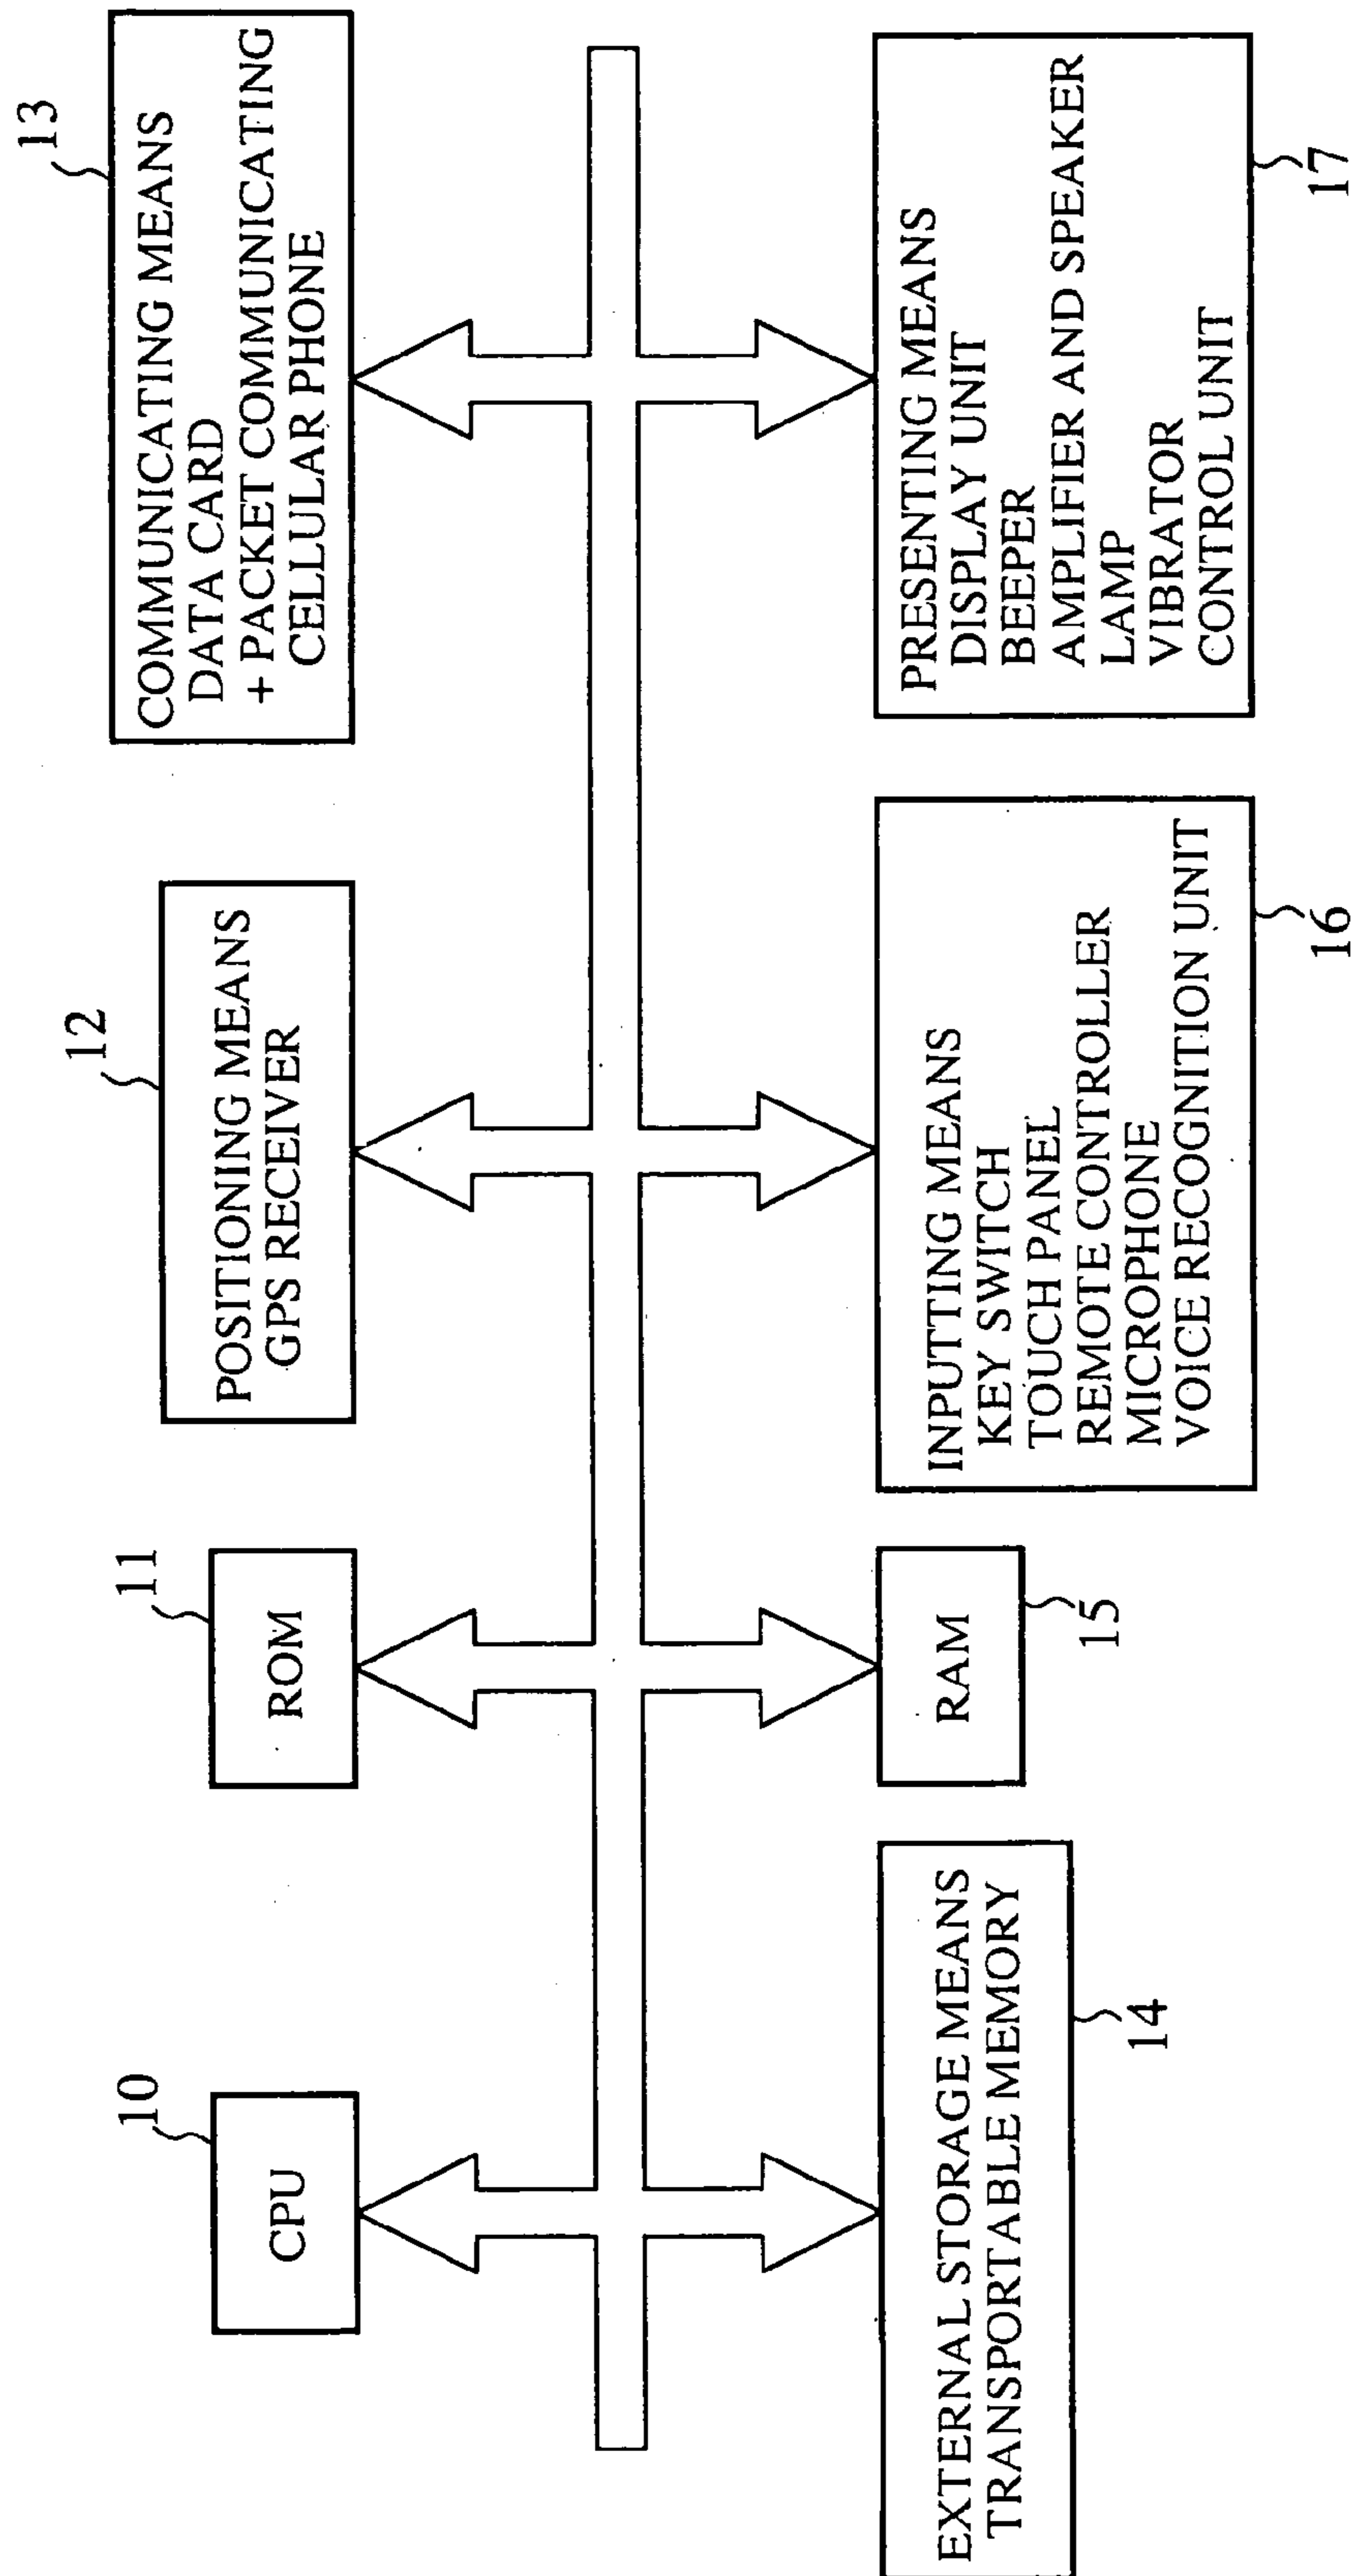 10
CPU
11
ROM
12
POSITIONING MEANS
GPS RECEIVER
13
COMMUNICATING MEANS
DATA CARD
+ PACKET COMMUNICATING
CELLULAR PHONE
EXTERNAL STORAGE MEANS
TRANSPORTABLE MEMORY
14
RAM
15
INPUTTING MEANS
KEY SWITCH
TOUCH PANEL
REMOTE CONTROLLER
MICROPHONE
VOICE RECOGNITION UNIT
16
PRESENTING MEANS
DISPLAY UNIT
BEEPER
AMPLIFIER AND SPEAKER
LAMP
VIBRATOR
CONTROL UNIT
17